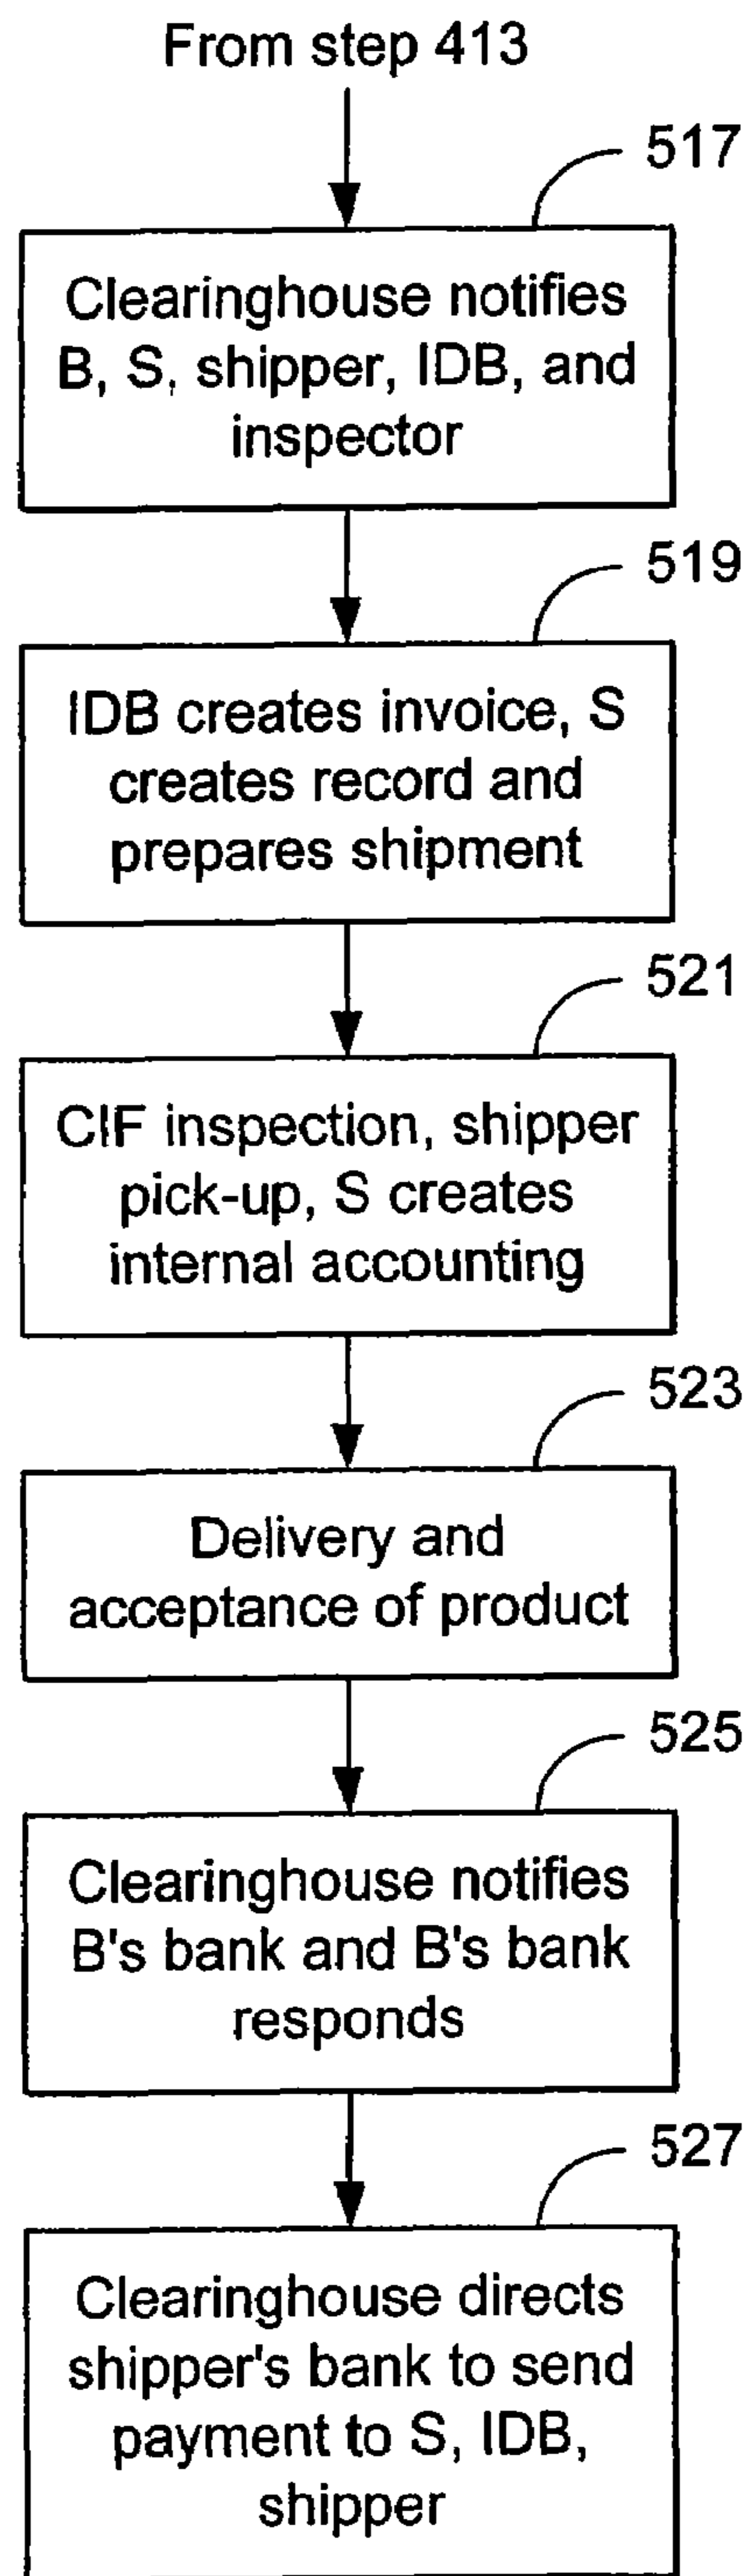 From step 413
517
Clearinghouse notifies
B, S, shipper, IDB, and
inspector
519
IDB creates invoice, S
creates record and
prepares shipment
521
CIF inspection, shipper
pick-up, S creates
internal accounting
523
Delivery and
acceptance of product
525
Clearinghouse notifies
B's bank and B's bank
responds
527
Clearinghouse directs
shipper's bank to send
payment to S, IDB,
shipper